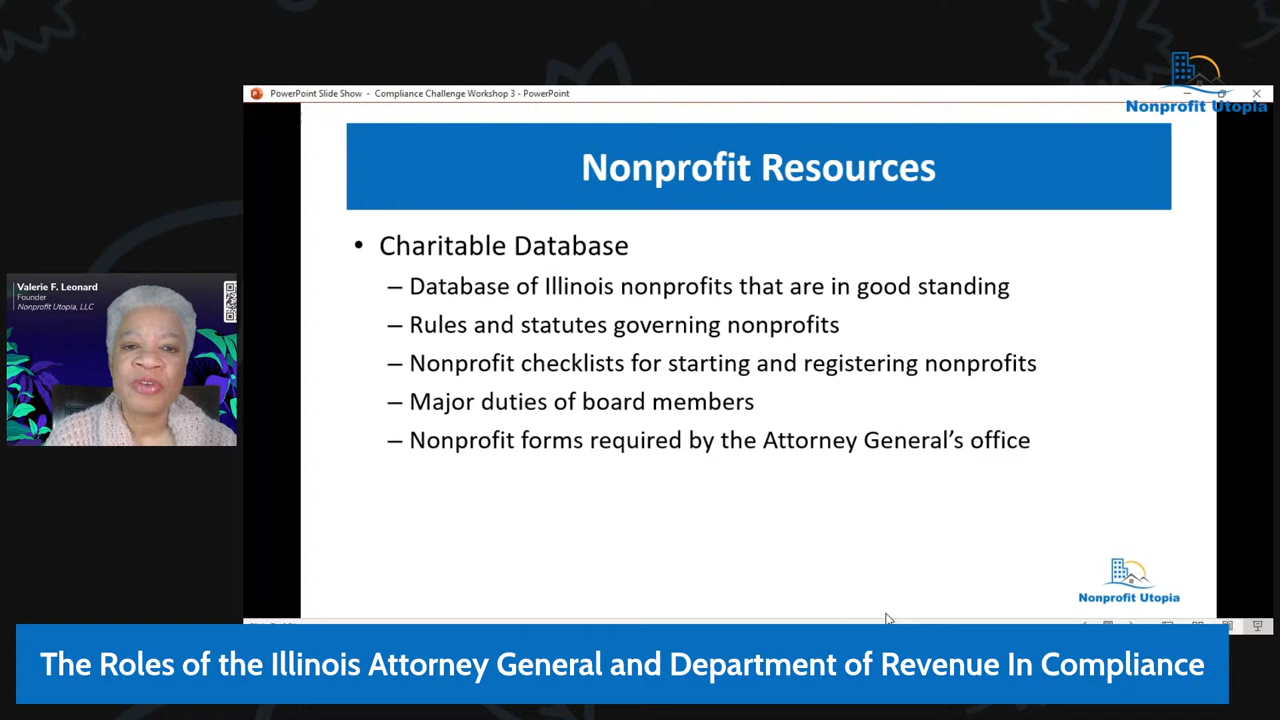 PowerPoint Slide Show - Compliance Challenge Workshop 3 - PowerPoint
Nonprofit Utopia
Nonprofit Resources
• Charitable Database
– Database of Illinois nonprofits that are in good standing
– Rules and statutes governing nonprofits
– Nonprofit checklists for starting and registering nonprofits
– Major duties of board members
– Nonprofit forms required by the Attorney General’s office
Valerie F. Leonard
Founder
Nonprofit Utopia, LLC
Nonprofit Utopia
The Roles of the Illinois Attorney General and Department of Revenue In Compliance